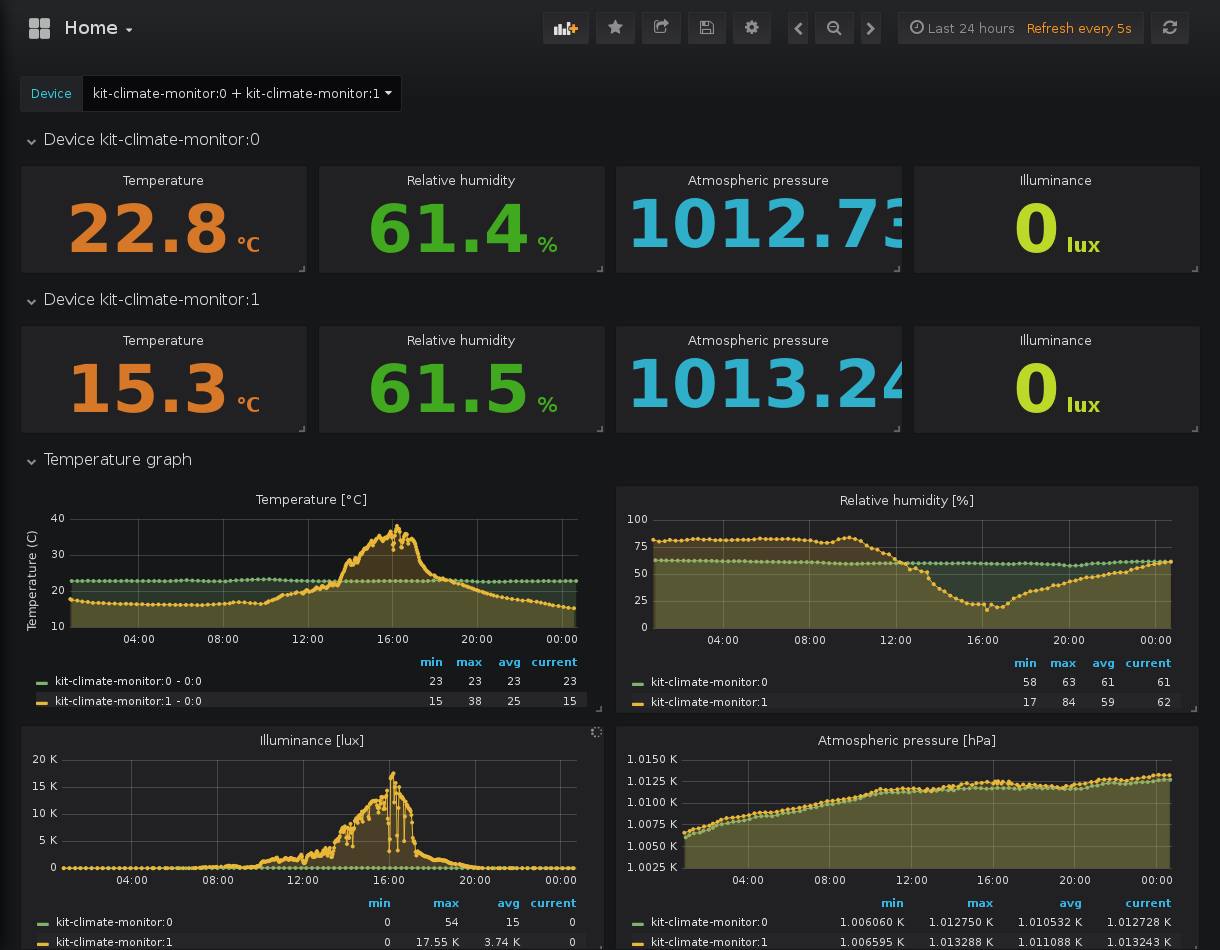 Home
Last 24 hours Refresh every 5s
Device kit-climate-monitor:0 + kit-climate-monitor:1
Device kit-climate-monitor:0
Temperature Relative humidity Atmospheric pressure Illuminance
22.8 °C 61.4 % 1012.73 0 lux
Device kit-climate-monitor:1
Temperature Relative humidity Atmospheric pressure Illuminance
15.3 °C 61.5 % 1013.24 0 lux
Temperature graph
Temperature [°C]
Temperature (C)
40
30
20
10
04:00 08:00 12:00 16:00 20:00 00:00
min max avg current
kit-climate-monitor:0 - 0:0 23 23 23 23
kit-climate-monitor:1 - 0:0 15 38 25 15
Relative humidity [%]
100
75
50
25
0
04:00 08:00 12:00 16:00 20:00 00:00
min max avg current
kit-climate-monitor:0 58 63 61 61
kit-climate-monitor:1 17 84 59 62
Illuminance [lux]
20 K
15 K
10 K
5 K
0
04:00 08:00 12:00 16:00 20:00 00:00
min max avg current
kit-climate-monitor:0 0 54 15 0
kit-climate-monitor:1 0 17.55 K 3.74 K 0
Atmospheric pressure [hPa]
1.0150 K
1.0125 K
1.0100 K
1.0075 K
1.0050 K
1.0025 K
04:00 08:00 12:00 16:00 20:00 00:00
min max avg current
kit-climate-monitor:0 1.006060 K 1.012750 K 1.010532 K 1.012728 K
kit-climate-monitor:1 1.006595 K 1.013288 K 1.011088 K 1.013243 K